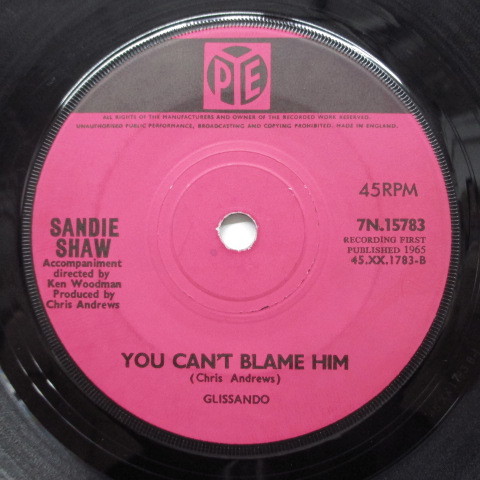 PYE
ALL RIGHTS OF THE MANUFACTURERS AND OWNER OF THE RECORDED WORK RESERVED.
UNAUTHORISED PUBLIC PERFORMANCE, BROADCASTING AND COPYING PROHIBITED. MADE IN ENGLAND.
45RPM
SANDIE
SHAW
Accompaniment
directed by
Ken Woodman
Produced by
Chris Andrews
7N.15783
RECORDING FIRST
PUBLISHED 1965
45.XX.1783-B
YOU CAN'T BLAME HIM
(Chris Andrews)
GLISSANDO